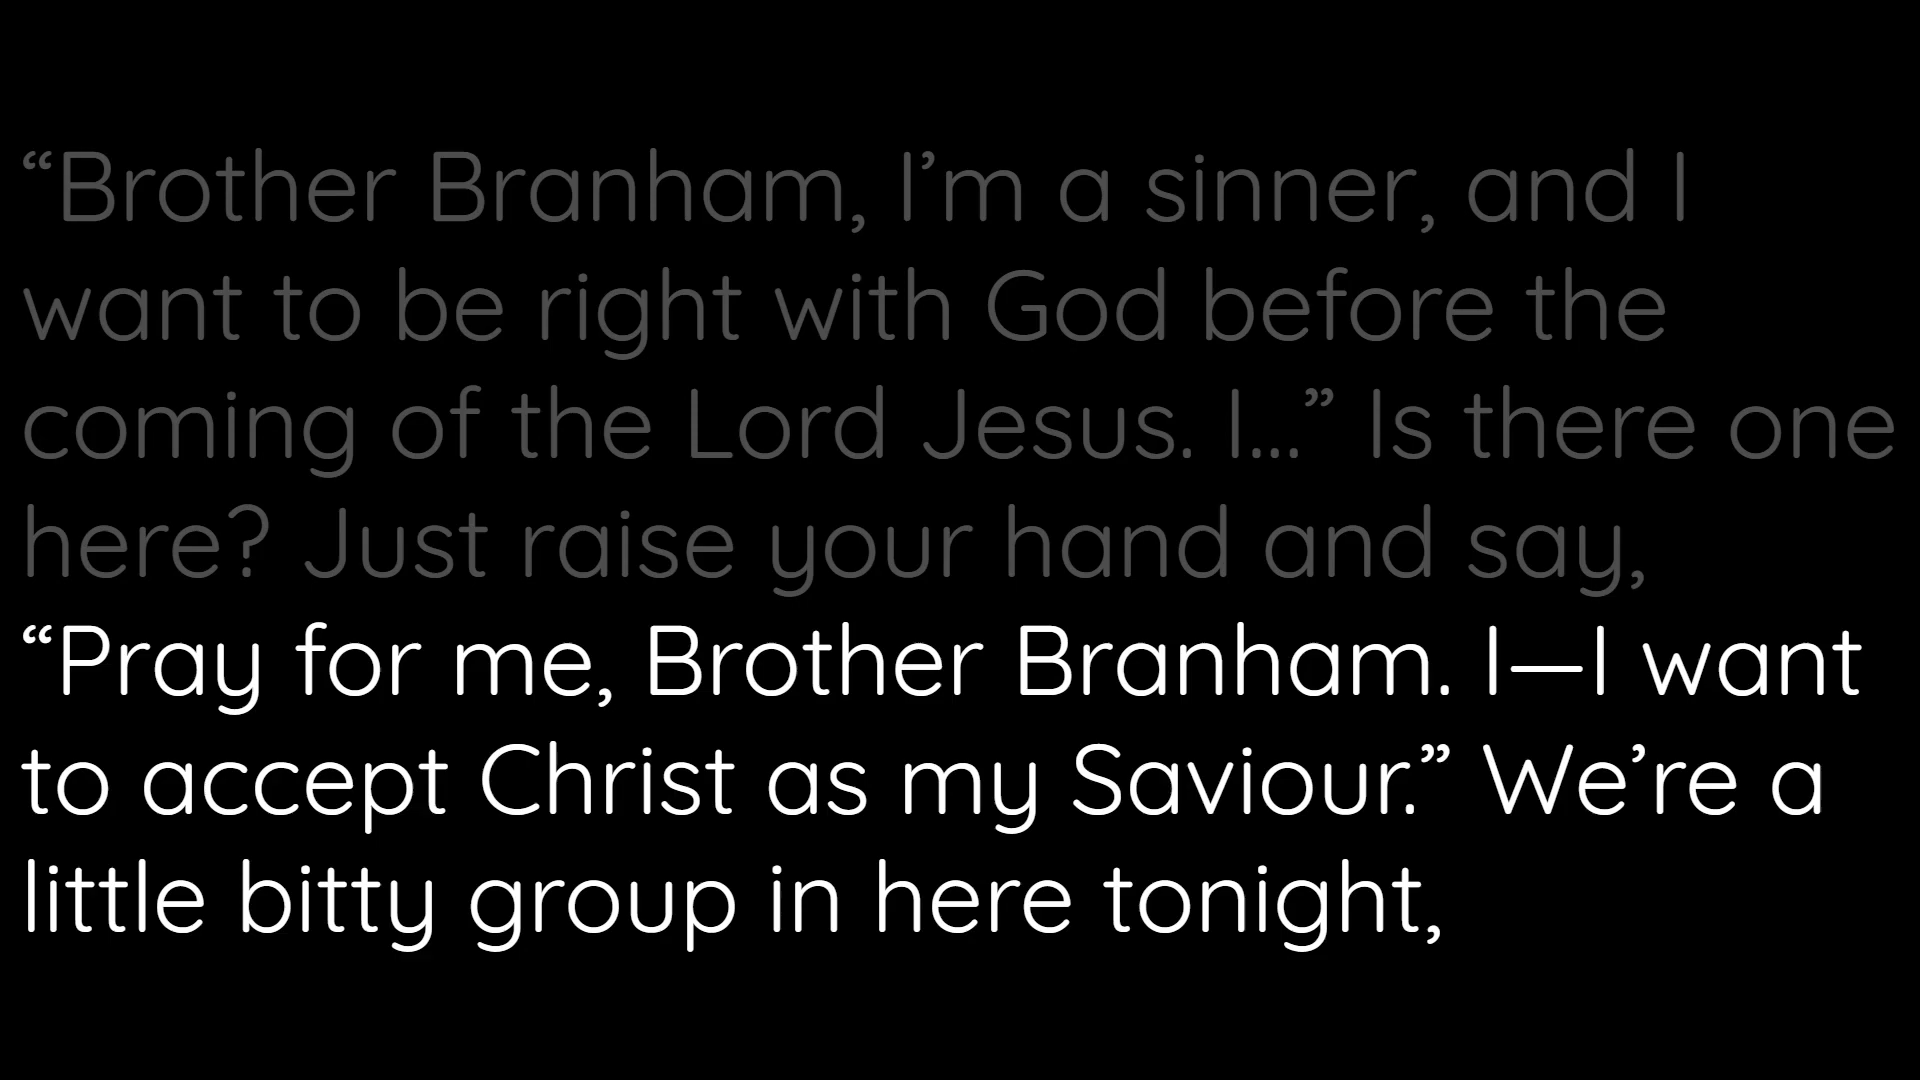 “Brother Branham, I’m a sinner, and I
want to be right with God before the
coming of the Lord Jesus. I...” Is there one
here? Just raise your hand and say,
“Pray for me, Brother Branham. I—I want
to accept Christ as my Saviour.” We’re a
little bitty group in here tonight,